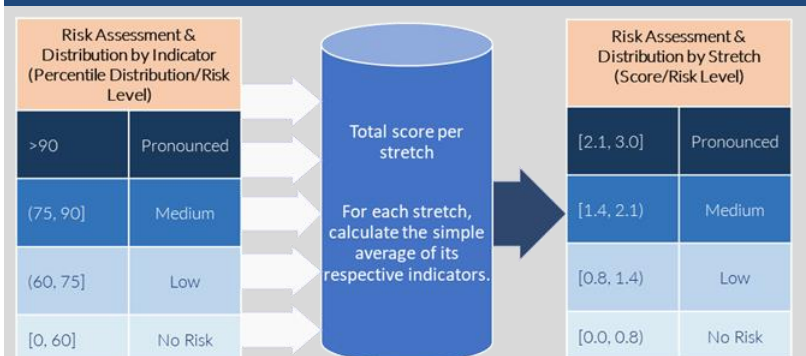 Risk Assessment &
Distribution by Indicator
(Percentile Distribution/Risk
Level)
>90 Pronounced
(75, 90] Medium
(60, 75] Low
[0, 60] No Risk
Total score per
stretch
For each stretch,
calculate the simple
average of its
respective indicators.
Risk Assessment &
Distribution by Stretch
(Score/Risk Level)
[2.1, 3.0] Pronounced
[1.4, 2.1) Medium
[0.8, 1.4) Low
[0.0, 0.8) No Risk